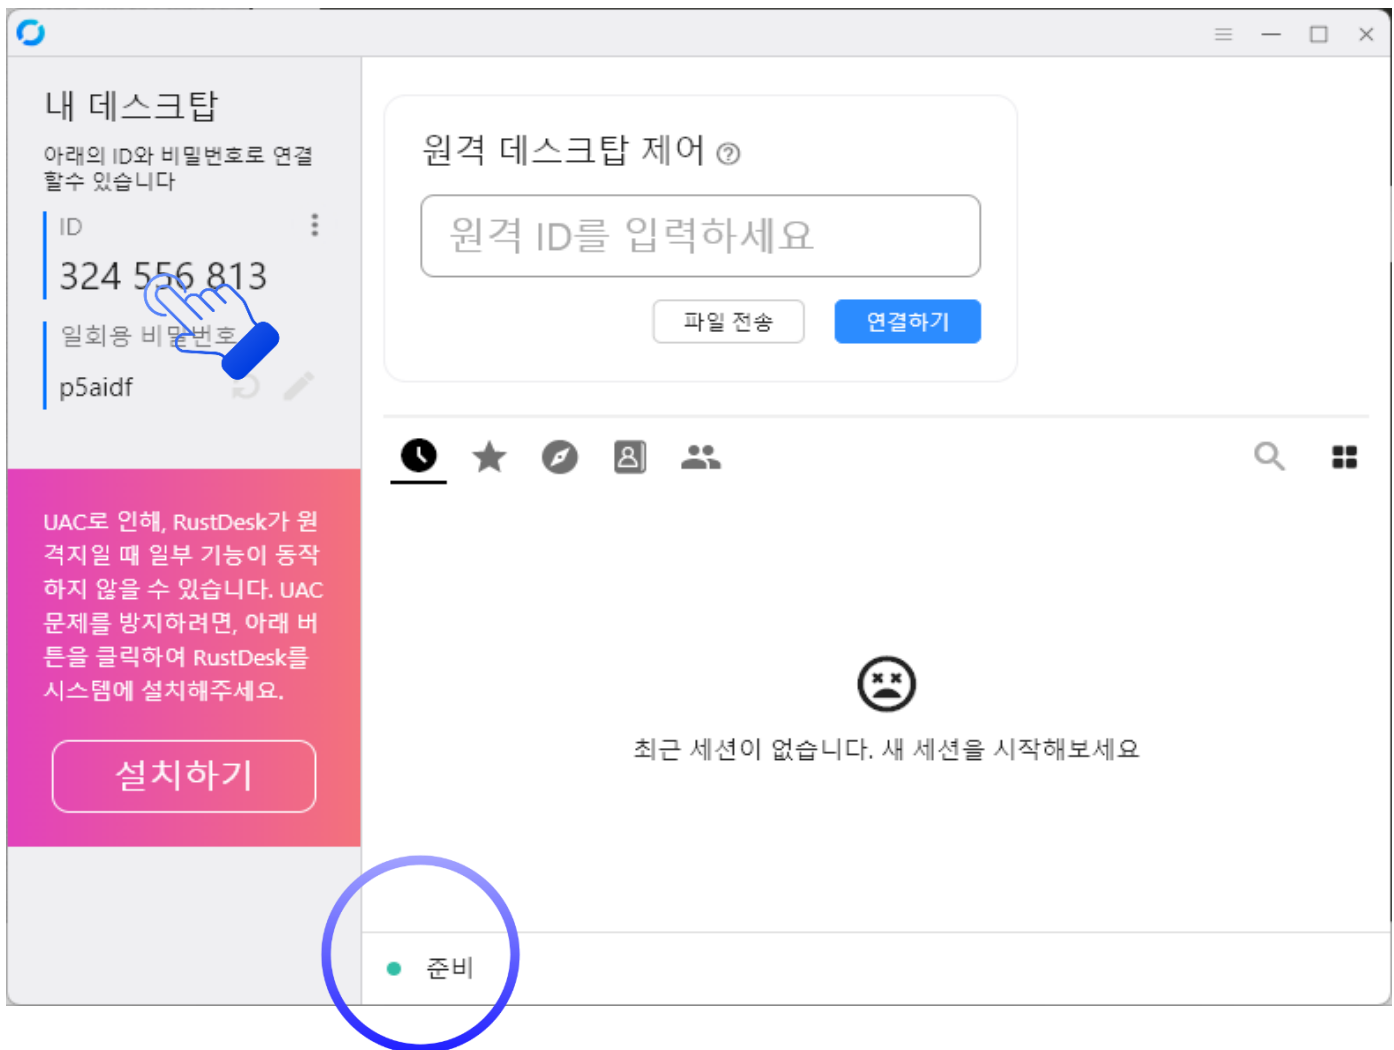 내 데스크탑
아래의 ID와 비밀번호로 연결
할수 있습니다
ID
324 556 813
일회용 비밀번호
p5aidf
UAC로 인해, RustDesk가 원
격지일 때 일부 기능이 동작
하지 않을 수 있습니다. UAC
문제를 방지하려면, 아래 버
튼을 클릭하여 RustDesk를
시스템에 설치해주세요.
설치하기
원격 데스크탑 제어
원격 ID를 입력하세요
파일 전송
연결하기
최근 세션이 없습니다. 새 세션을 시작해보세요
준비